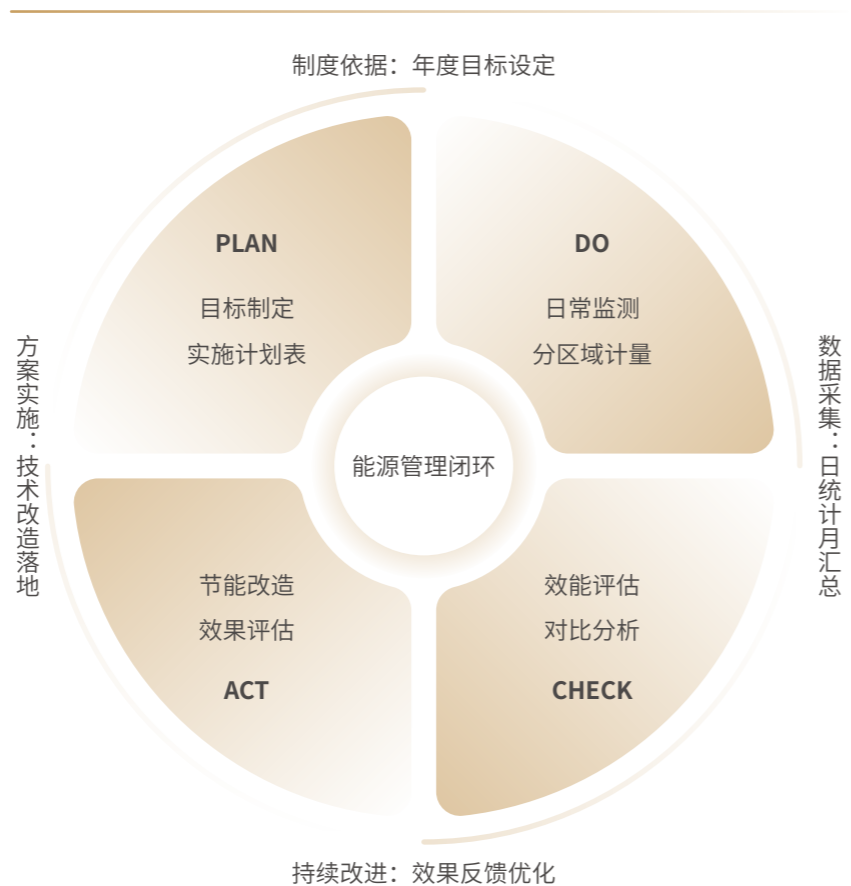 制度依据：年度目标设定
PLAN
目标制定
实施计划表
DO
日常监测
分区域计量
方案实施：技术改造落地
能源管理闭环
数据采集：日统计月汇总
节能改造
效果评估
ACT
效能评估
对比分析
CHECK
持续改进：效果反馈优化